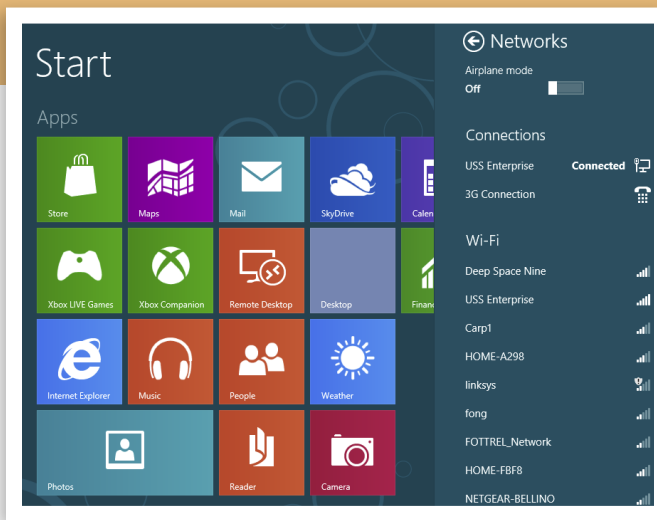 Start
Apps
Store
Maps
Mail
SkyDrive
Calen
Xbox LIVE Games
Xbox Companion
Remote Desktop
Desktop
Financ
Internet Explorer
Music
People
Weather
Photos
Reader
Camera
Networks
Airplane mode
Off
Connections
USS Enterprise Connected
3G Connection
Wi-Fi
Deep Space Nine
USS Enterprise
Carp1
HOME-A298
linksys
fong
FOTTREL_Network
HOME-FBF8
NETGEAR-BELLINO